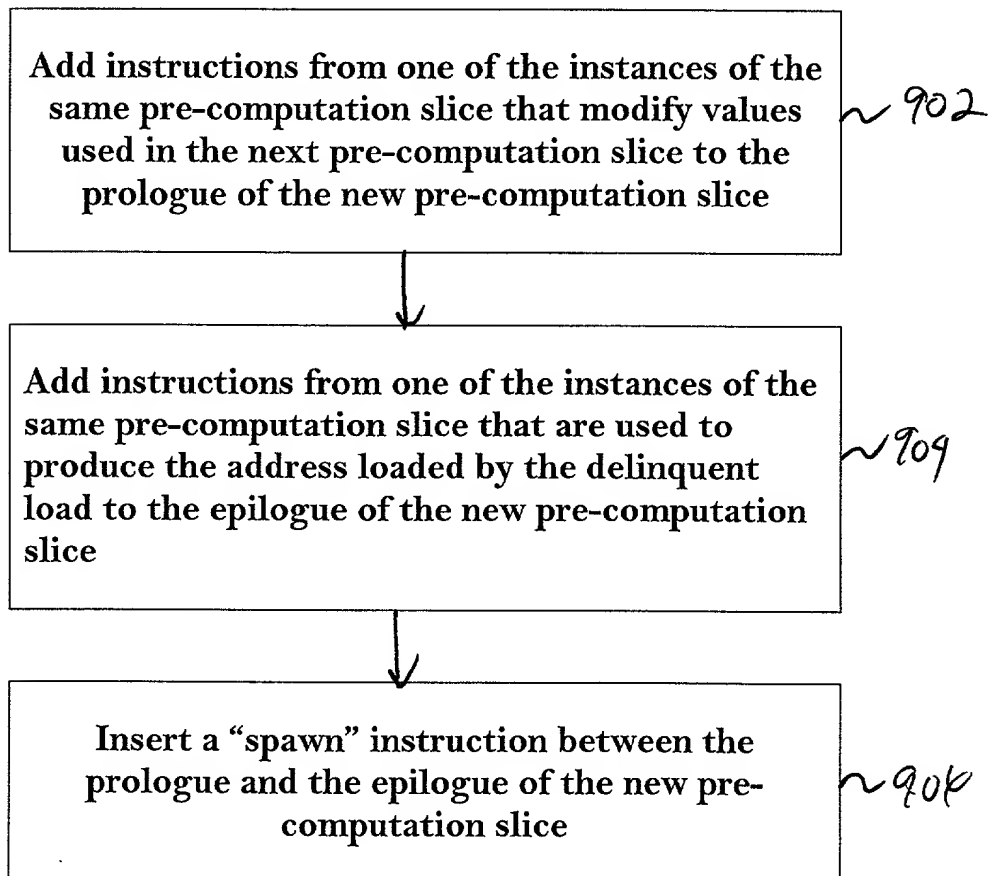 Add instructions from one of the instances of the
same pre-computation slice that modify values
used in the next pre-computation slice to the
prologue of the new pre-computation slice
902
Add instructions from one of the instances of the
same pre-computation slice that are used to
produce the address loaded by the delinquent
load to the epilogue of the new pre-computation
slice
904
Insert a “spawn” instruction between the
prologue and the epilogue of the new pre-
computation slice
906